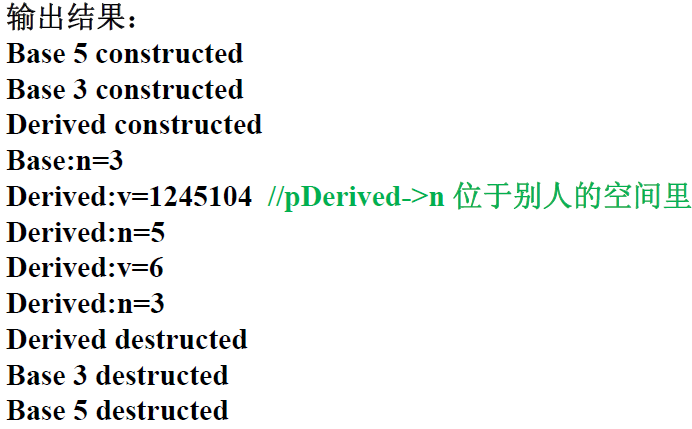 输出结果：
Base 5 constructed
Base 3 constructed
Derived constructed
Base:n=3
Derived:v=1245104 //pDerived->n 位于别人的空间里
Derived:n=5
Derived:v=6
Derived:n=3
Derived destructed
Base 3 destructed
Base 5 destructed